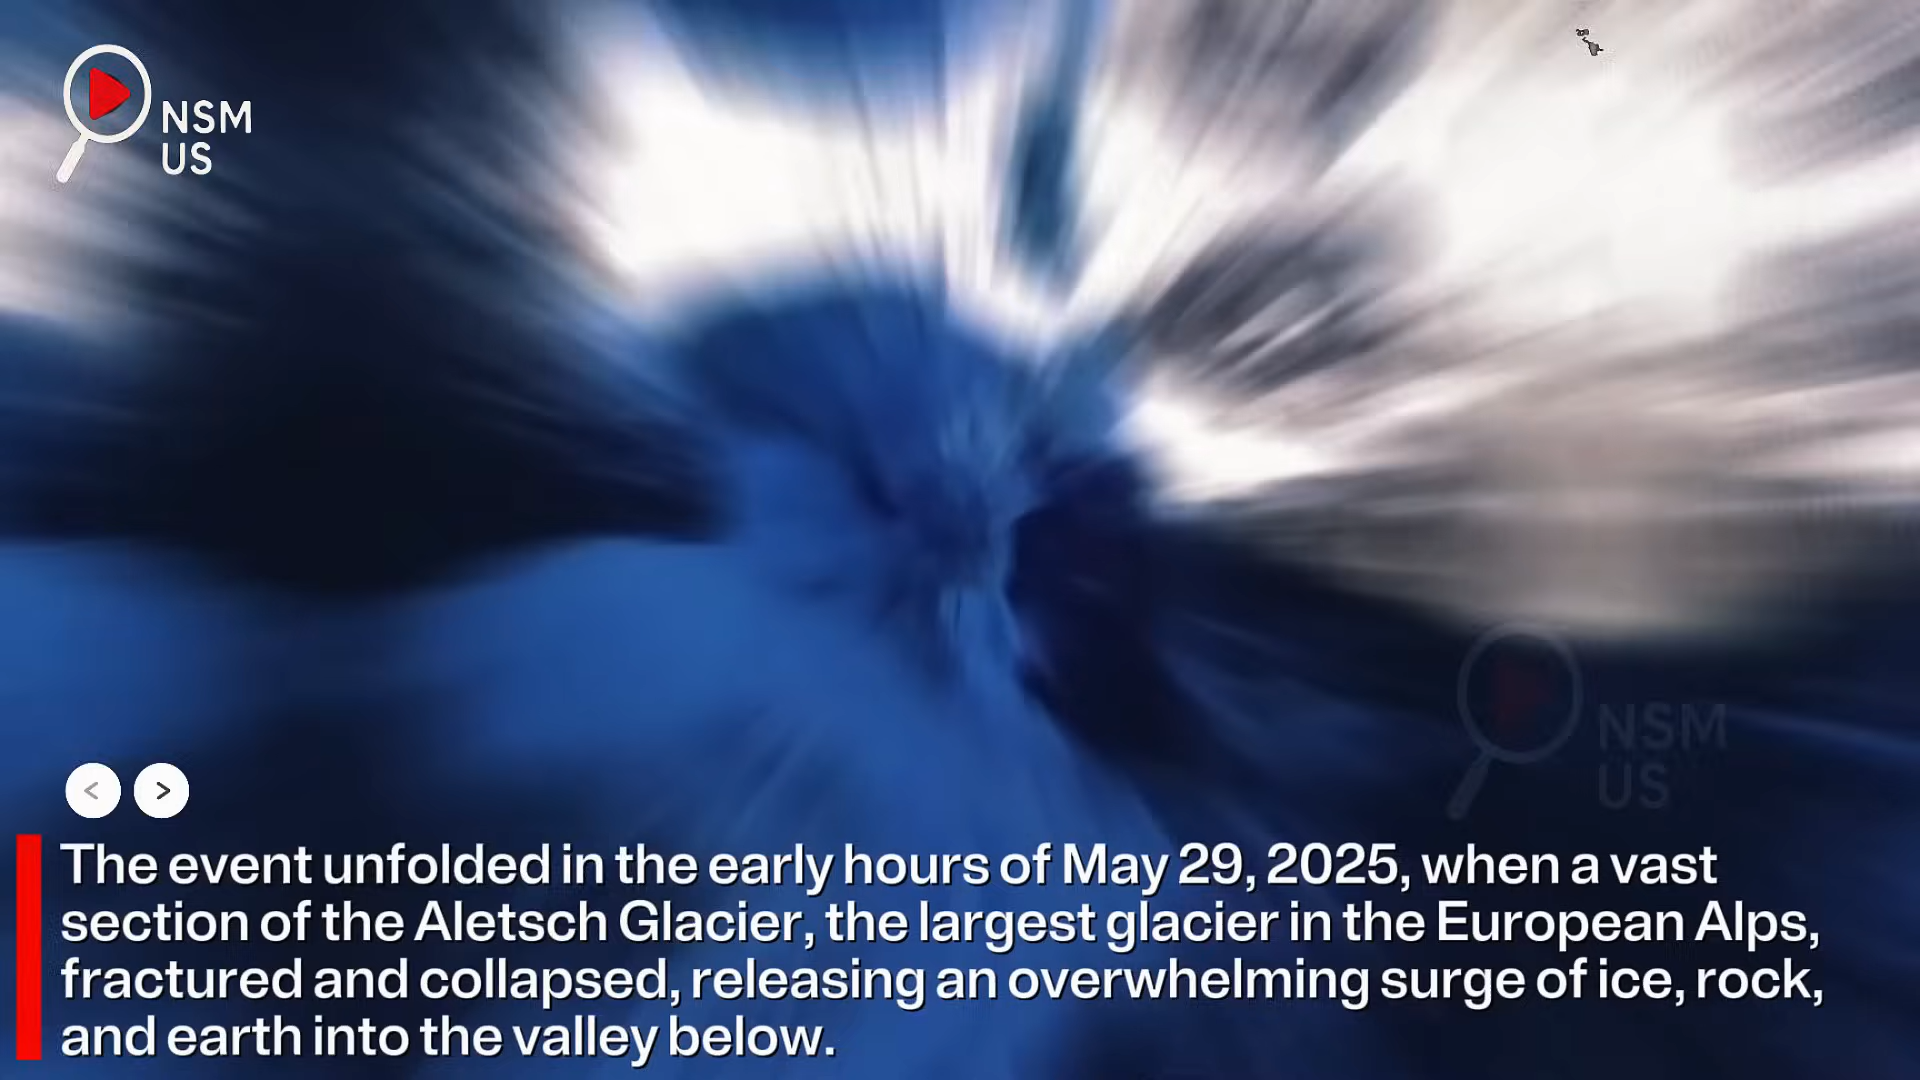 NSM
US
<
>
NSM
US
The event unfolded in the early hours of May 29, 2025, when a vast
section of the Aletsch Glacier, the largest glacier in the European Alps,
fractured and collapsed, releasing an overwhelming surge of ice, rock,
and earth into the valley below.